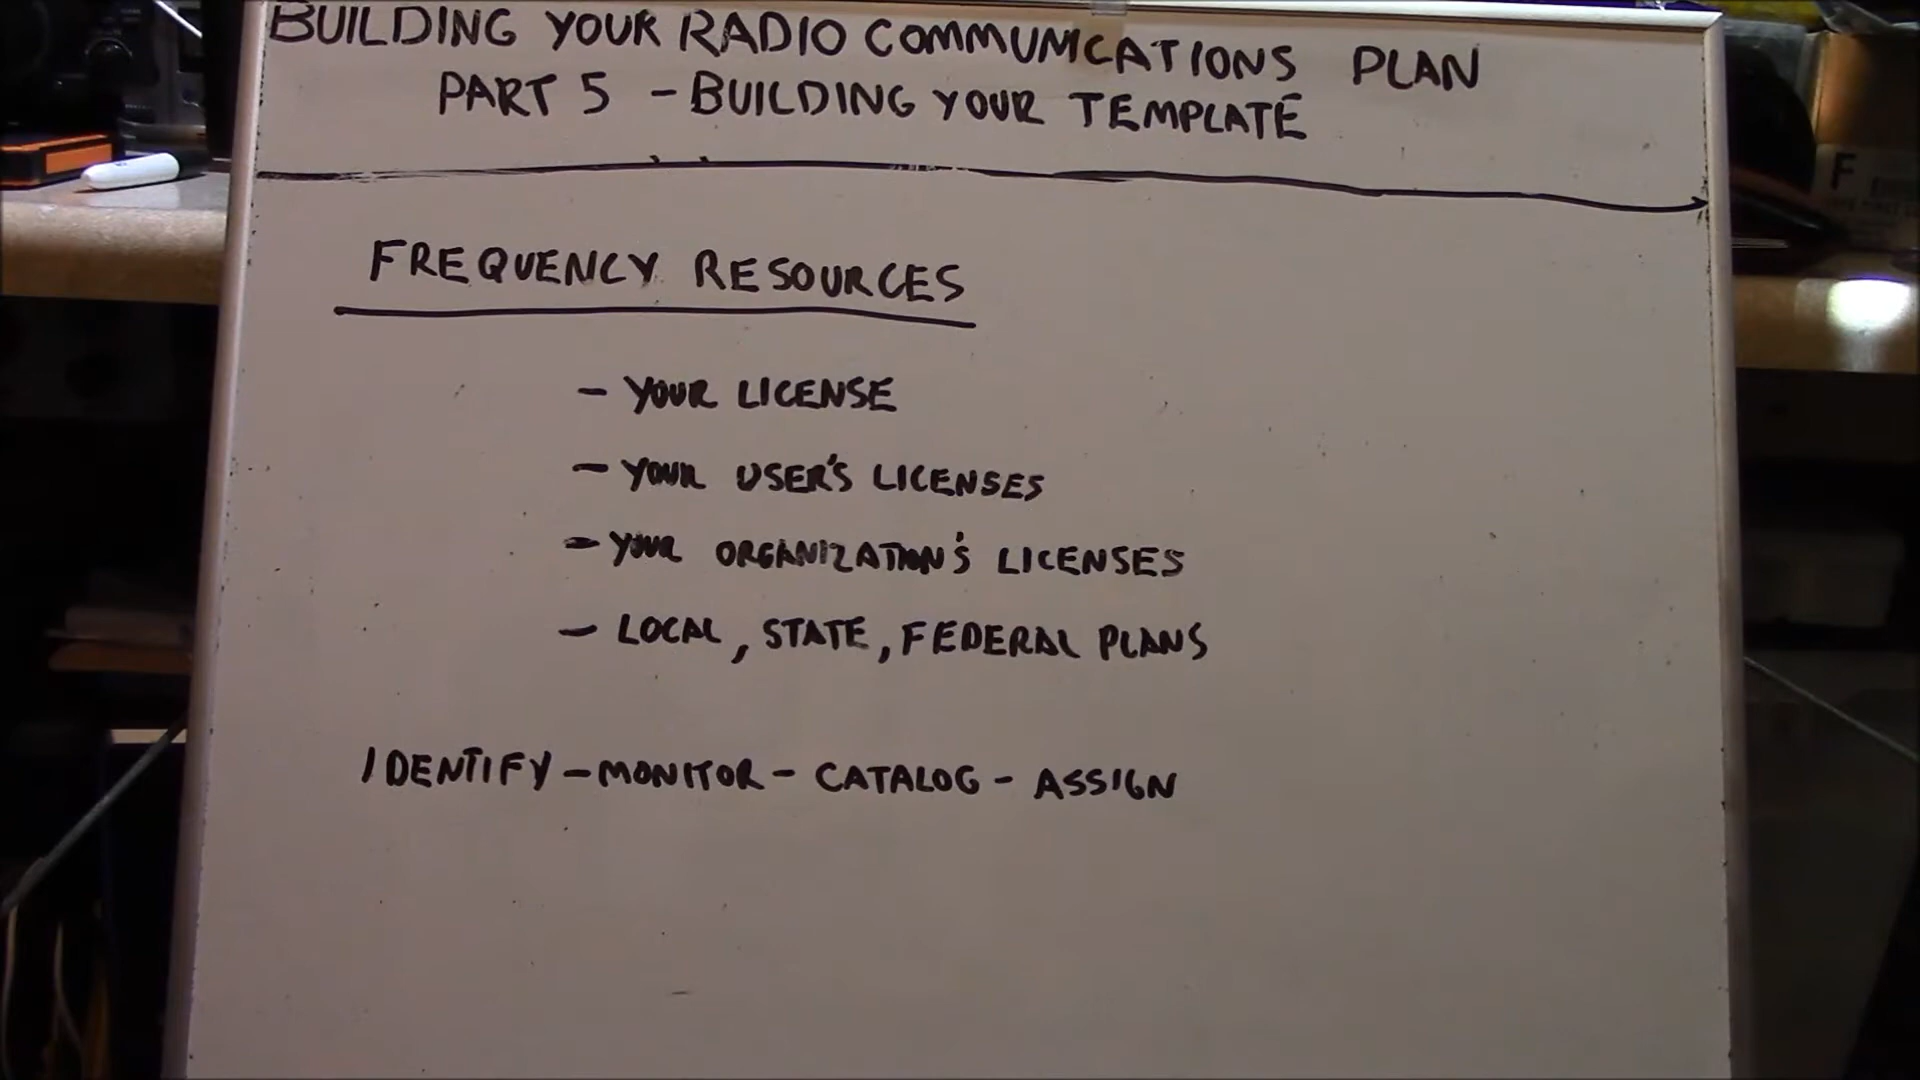 BUILDING YOUR RADIO COMMUNICATIONS PLAN
PART 5 - BUILDING YOUR TEMPLATE
FREQUENCY RESOURCES
- YOUR LICENSE
- YOUR USER'S LICENSES
- YOUR ORGANIZATION'S LICENSES
- LOCAL, STATE, FEDERAL PLANS
IDENTIFY - MONITOR - CATALOG - ASSIGN
F